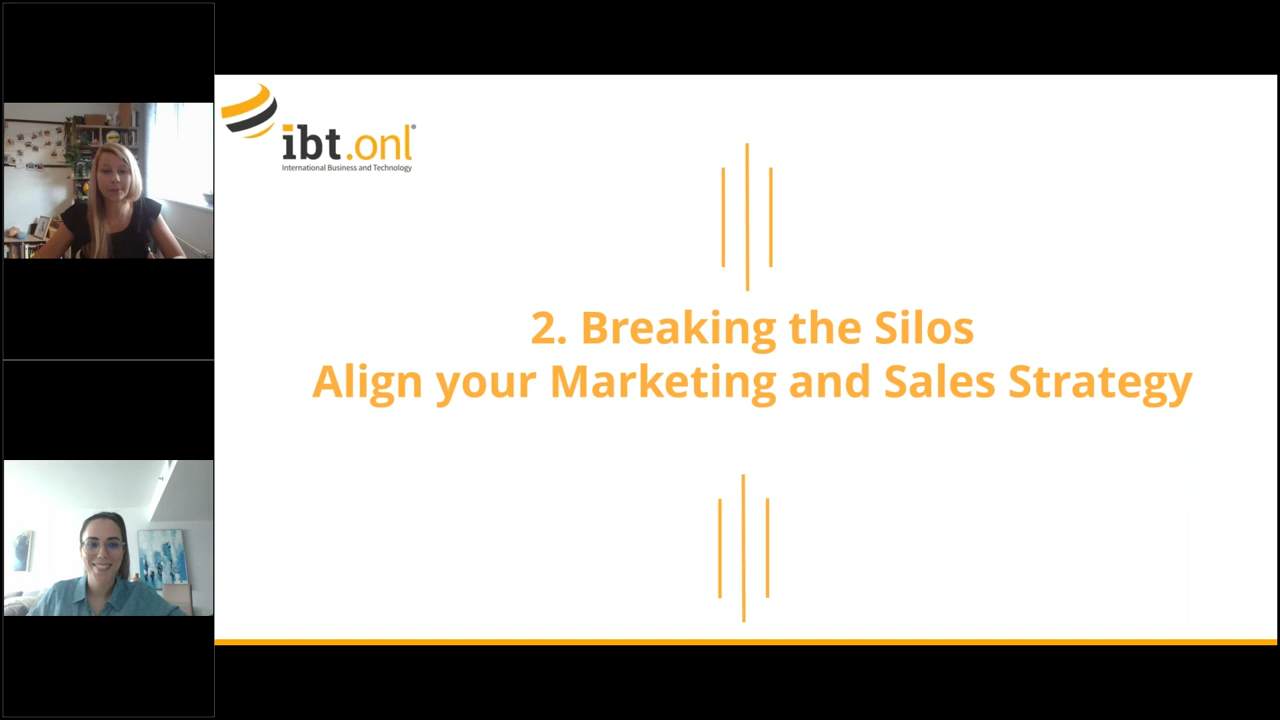 ibt.onl®
International Business and Technology
2. Breaking the Silos
Align your Marketing and Sales Strategy